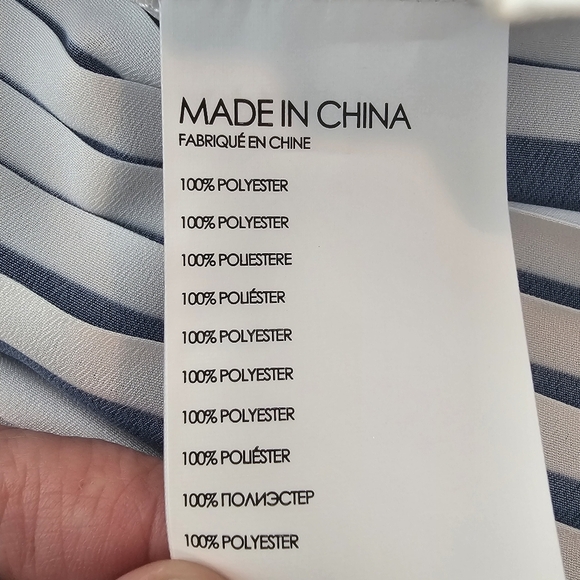 MADE IN CHINA
FABRIQUÉ EN CHINE
100% POLYESTER
100% POLYESTER
100% POLIESTERE
100% POLIÉSTER
100% POLYESTER
100% POLYESTER
100% POLYESTER
100% POLIÉSTER
100% ПОЛИЭСТЕР
100% POLYESTER